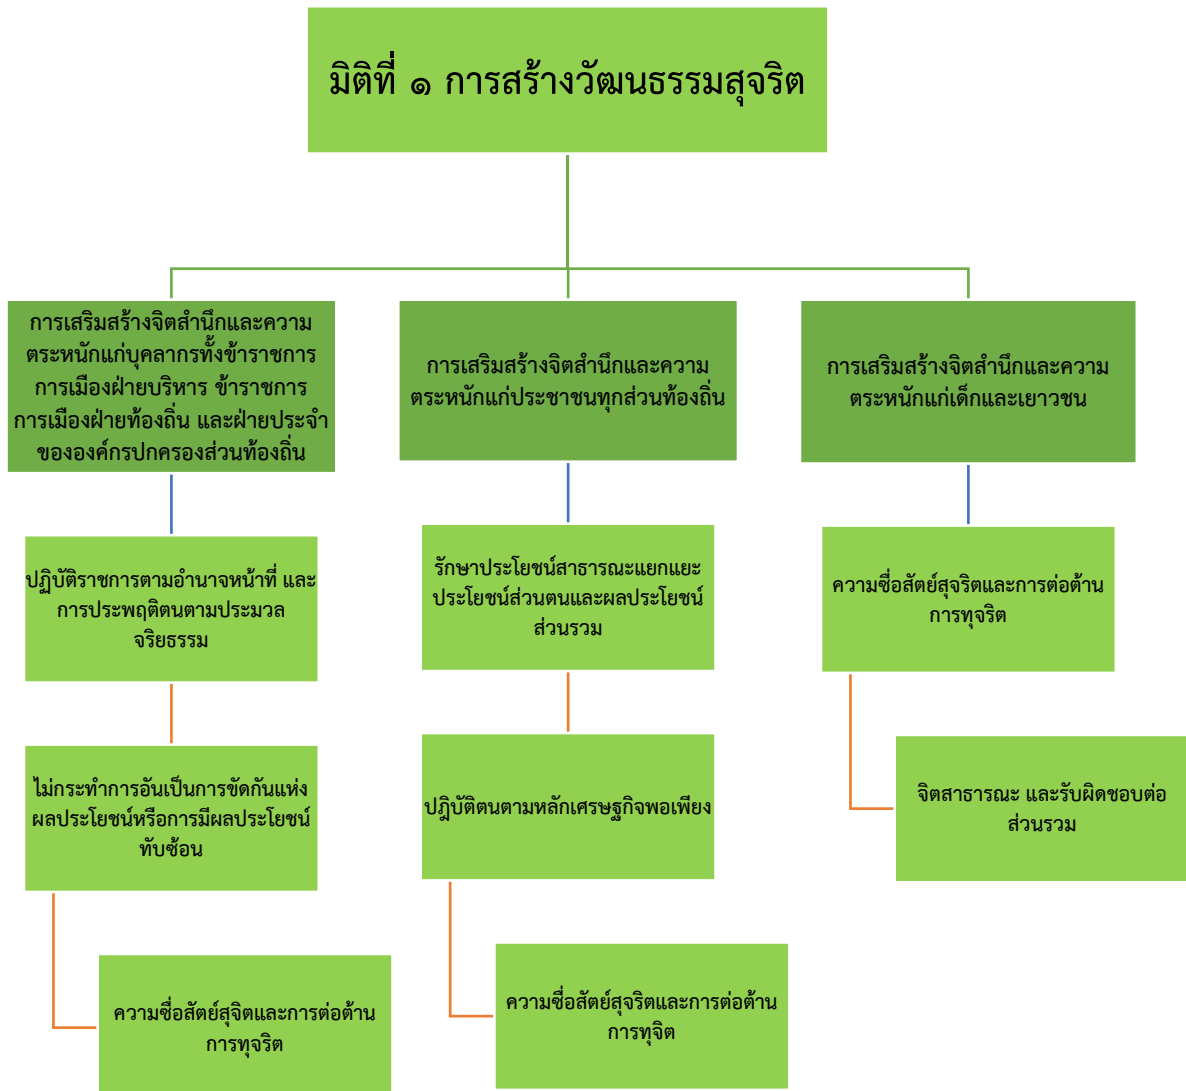 มิติที่ ๑ การสร้างวัฒนธรรมสุจริต
การเสริมสร้างจิตสำนึกและความ
ตระหนักแก่บุคลากรทั้งข้าราชการ
การเมืองฝ่ายบริหาร ข้าราชการ
การเมืองฝ่ายท้องถิ่น และฝ่ายประจำ
ขององค์กรปกครองส่วนท้องถิ่น
ปฏิบัติราชการตามอำนาจหน้าที่ และ
การประพฤติตนตามประมวล
จริยธรรม
ไม่กระทำการอันเป็นการขัดกันแห่ง
ผลประโยชน์หรือการมีผลประโยชน์
ทับซ้อน
ความซื่อสัตย์สุจิตและการต่อต้าน
การทุจริต
การเสริมสร้างจิตสำนึกและความ
ตระหนักแก่ประชาชนทุกส่วนท้องถิ่น
รักษาประโยชน์สาธารณะแยกแยะ
ประโยชน์ส่วนตนและผลประโยชน์
ส่วนรวม
ปฎิบัติตนตามหลักเศรษฐกิจพอเพียง
ความซื่อสัตย์สุจริตและการต่อต้าน
การทุจิต
การเสริมสร้างจิตสำนึกและความ
ตระหนักแก่เด็กและเยาวชน
ความซื่อสัตย์สุจริตและการต่อต้าน
การทุจริต
จิตสาธารณะ และรับผิดชอบต่อ
ส่วนรวม